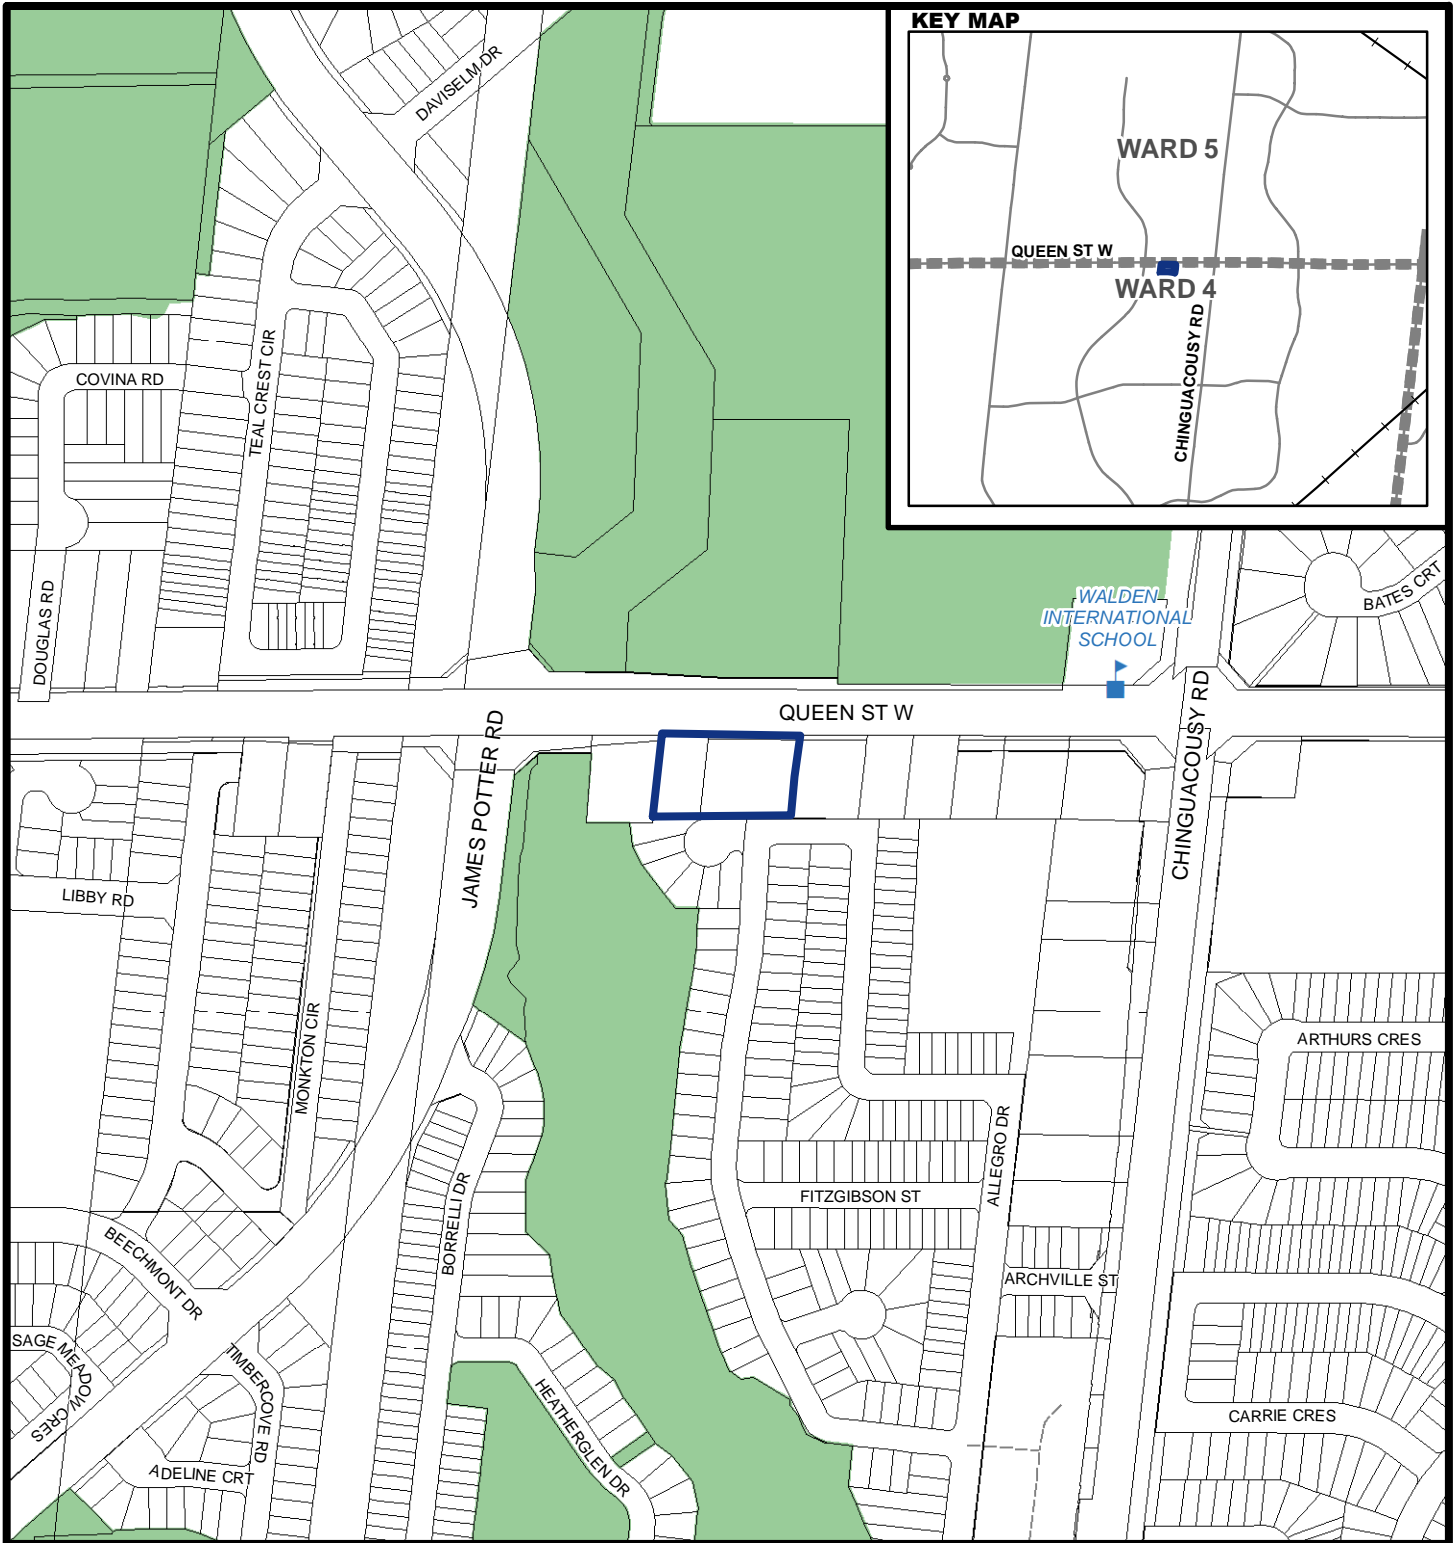 KEY MAP
WARD 5
QUEEN ST W
WARD 4
CHINGUACOUSY RD
DAVISELM DR
COVINA RD
TEAL CREST CIR
DOUGLAS RD
WALDEN
INTERNATIONAL
SCHOOL
BATES CRT
QUEEN ST W
JAMES POTTER RD
CHINGUACOUSY RD
LIBBY RD
MONKTON CIR
ARTHURS CRES
ALLEGRO DR
FITZGIBSON ST
BORRELLI DR
BEECHMONT DR
ARCHVILLE ST
SAGE MEADOW CRES
TIMBERCOVE RD
HEATHERGLEN DR
CARRIE CRES
ADELINE CRT